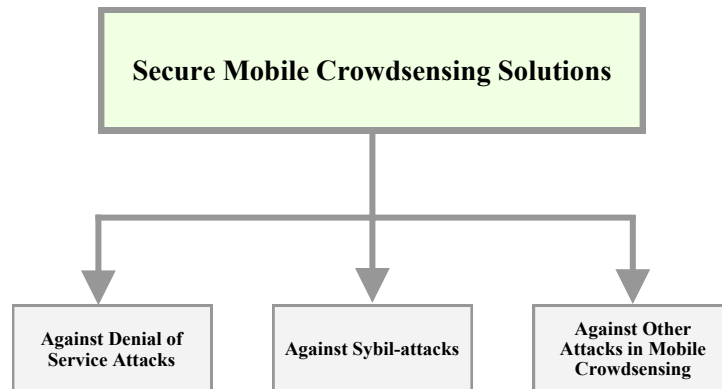 Secure Mobile Crowdsensing Solutions
Against Denial of
Service Attacks
Against Sybil-attacks
Against Other
Attacks in Mobile
Crowdsensing